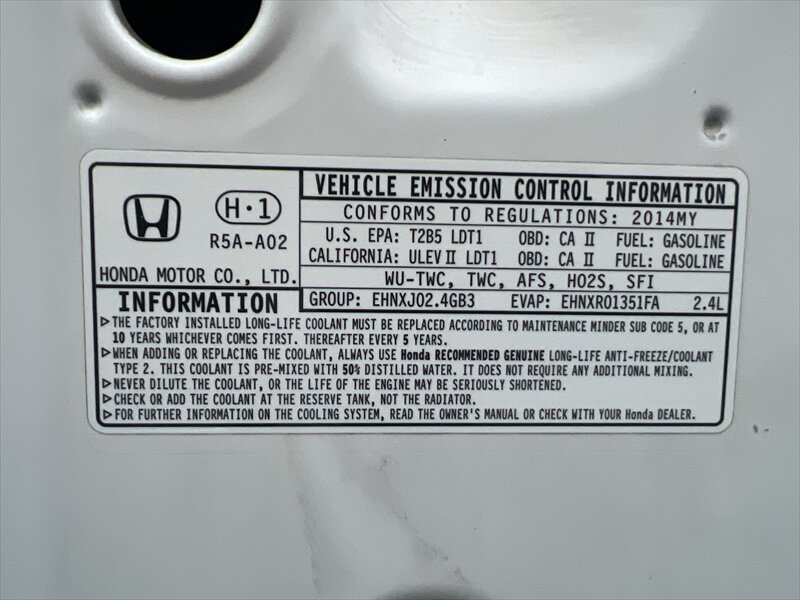 H·1
R5A-A02
HONDA MOTOR CO., LTD.
VEHICLE EMISSION CONTROL INFORMATION
CONFORMS TO REGULATIONS: 2014MY
U.S. EPA: T2B5 LDT1 OBD: CA II FUEL: GASOLINE
CALIFORNIA: ULEV II LDT1 OBD: CA II FUEL: GASOLINE
WU-TWC, TWC, AFS, HO2S, SFI
GROUP: EHNXJ02.4GB3 EVAP: EHNXR01351FA 2.4L
INFORMATION
▷THE FACTORY INSTALLED LONG-LIFE COOLANT MUST BE REPLACED ACCORDING TO MAINTENANCE MINDER SUB CODE 5, OR AT
10 YEARS WHICHEVER COMES FIRST. THEREAFTER EVERY 5 YEARS.
▷WHEN ADDING OR REPLACING THE COOLANT, ALWAYS USE Honda RECOMMENDED GENUINE LONG-LIFE ANTI-FREEZE/COOLANT
TYPE 2. THIS COOLANT IS PRE-MIXED WITH 50% DISTILLED WATER. IT DOES NOT REQUIRE ANY ADDITIONAL MIXING.
▷NEVER DILUTE THE COOLANT, OR THE LIFE OF THE ENGINE MAY BE SERIOUSLY SHORTENED.
▷CHECK OR ADD THE COOLANT AT THE RESERVE TANK, NOT THE RADIATOR.
▷FOR FURTHER INFORMATION ON THE COOLING SYSTEM, READ THE OWNER'S MANUAL OR CHECK WITH YOUR Honda DEALER.